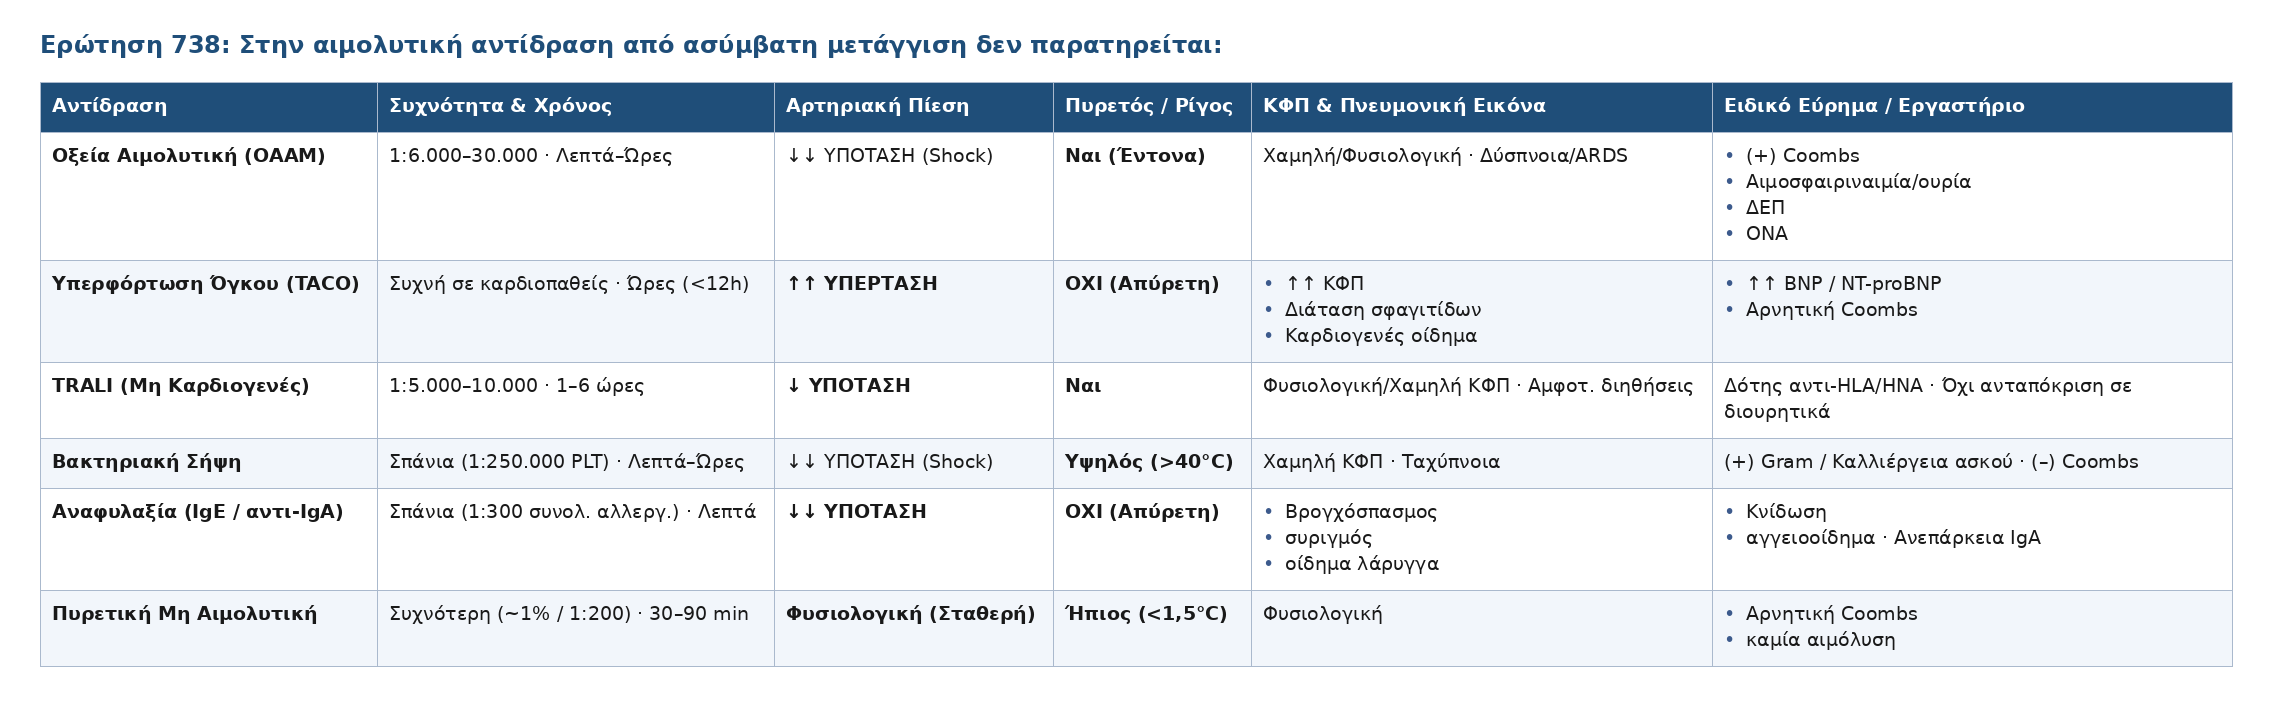 Ερώτηση 738: Στην αιμολυτική αντίδραση από ασύμβατη μετάγγιση δεν παρατηρείται:
Αντίδραση	Συχνότητα & Χρόνος	Αρτηριακή Πίεση	Πυρετός / Ρίγος	ΚΦΠ & Πνευμονική Εικόνα	Ειδικό Εύρημα / Εργαστήριο
Οξεία Αιμολυτική (ΟΑΑΜ)	1:6.000–30.000 · Λεπτά–Ώρες	↓↓ ΥΠΟΤΑΣΗ (Shock)	Ναι (Έντονα)	Χαμηλή/Φυσιολογική · Δύσπνοια/ARDS	• (+) Coombs
• Αιμοσφαιριναιμία/ουρία
• ΔΕΠ
• ΟΝΑ
Υπερφόρτωση Όγκου (TACO)	Συχνή σε καρδιοπαθείς · Ώρες (<12h)	↑↑ ΥΠΕΡΤΑΣΗ	ΟΧΙ (Απύρετη)	• ↑↑ ΚΦΠ	• ↑↑ BNP / NT-proBNP
• Διάταση σφαγιτίδων	• Αρνητική Coombs
• Καρδιογενές οίδημα
TRALI (Μη Καρδιογενές)	1:5.000–10.000 · 1–6 ώρες	↓ ΥΠΟΤΑΣΗ	Ναι	Φυσιολογική/Χαμηλή ΚΦΠ · Αμφοτ. διηθήσεις	Δότης αντι-HLA/HNA · Όχι ανταπόκριση σε
διουρητικά
Βακτηριακή Σήψη	Σπάνια (1:250.000 PLT) · Λεπτά–Ώρες	↓↓ ΥΠΟΤΑΣΗ (Shock)	Υψηλός (>40°C)	Χαμηλή ΚΦΠ · Ταχύπνοια	(+) Gram / Καλλιέργεια ασκού · (–) Coombs
Αναφυλαξία (IgE / αντι-IgA)	Σπάνια (1:300 συνολ. αλλεργ.) · Λεπτά	↓↓ ΥΠΟΤΑΣΗ	ΟΧΙ (Απύρετη)	• Βρογχόσπασμος	• Κνίδωση
• συριγμός	• αγγειοοίδημα · Ανεπάρκεια IgA
• οίδημα λάρυγγα
Πυρετική Μη Αιμολυτική	Συχνότερη (~1% / 1:200) · 30–90 min	Φυσιολογική (Σταθερή)	Ήπιος (<1,5°C)	Φυσιολογική	• Αρνητική Coombs
• καμία αιμόλυση